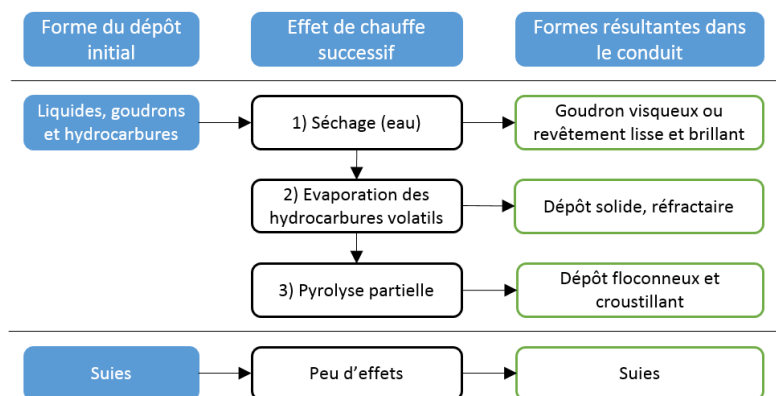 Forme du dépôt
initial
Effet de chauffe
successif
Formes résultantes dans
le conduit
Liquides, goudrons
et hydrocarbures
1) Séchage (eau)
Goudron visqueux ou
revêtement lisse et brillant
2) Evaporation des
hydrocarbures volatils
Dépôt solide, réfractaire
3) Pyrolyse partielle
Dépôt floconneux et
croustillant
Suies
Peu d'effets
Suies